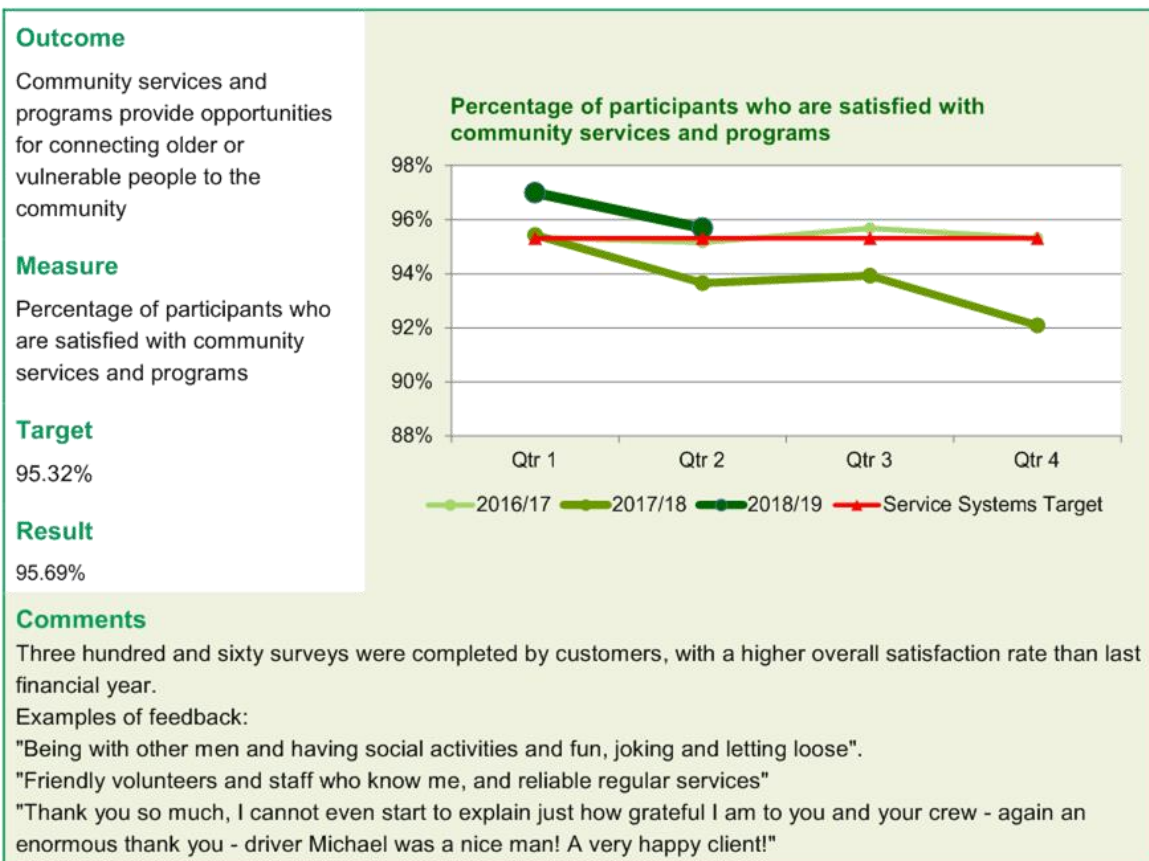 Outcome
Community services and
programs provide opportunities
for connecting older or
vulnerable people to the
community
Measure
Percentage of participants who
are satisfied with community
services and programs
Target
95.32%
Result
95.69%
Percentage of participants who are satisfied with
community services and programs
98%
96%
94%
92%
90%
88%
Qtr 1 Qtr 2 Qtr 3 Qtr 4
2016/17 2017/18 2018/19 Service Systems Target
Comments
Three hundred and sixty surveys were completed by customers, with a higher overall satisfaction rate than last
financial year.
Examples of feedback:
"Being with other men and having social activities and fun, joking and letting loose".
"Friendly volunteers and staff who know me, and reliable regular services"
"Thank you so much, I cannot even start to explain just how grateful I am to you and your crew - again an
enormous thank you - driver Michael was a nice man! A very happy client!"